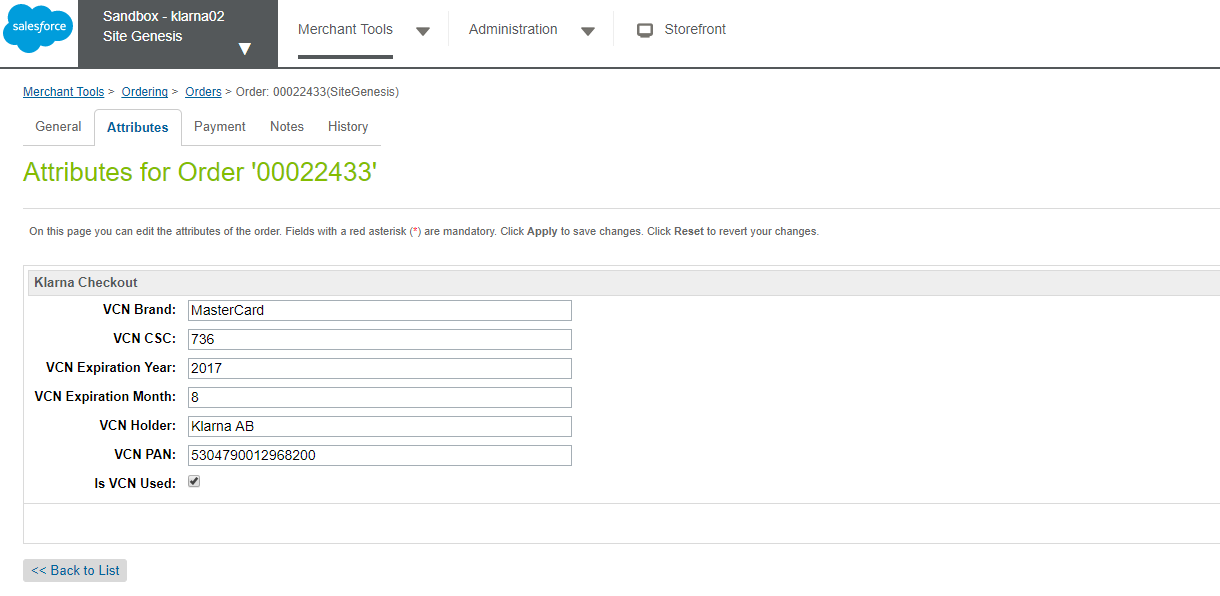 salesforce
Sandbox - klarna02
Site Genesis
Merchant Tools
Administration
Storefront
Merchant Tools > Ordering > Orders > Order: 00022433(SiteGenesis)
General Attributes Payment Notes History
Attributes for Order '00022433'
On this page you can edit the attributes of the order. Fields with a red asterisk (*) are mandatory. Click Apply to save changes. Click Reset to revert your changes.
Klarna Checkout
VCN Brand: MasterCard
VCN CSC: 736
VCN Expiration Year: 2017
VCN Expiration Month: 8
VCN Holder: Klarna AB
VCN PAN: 5304790012968200
Is VCN Used:
<< Back to List